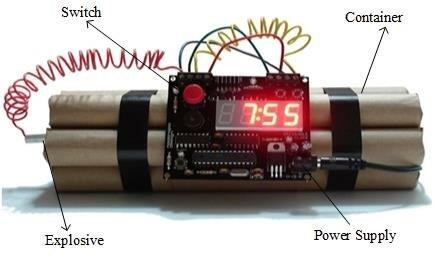 Switch
Container
7:55
Explosive
Power Supply